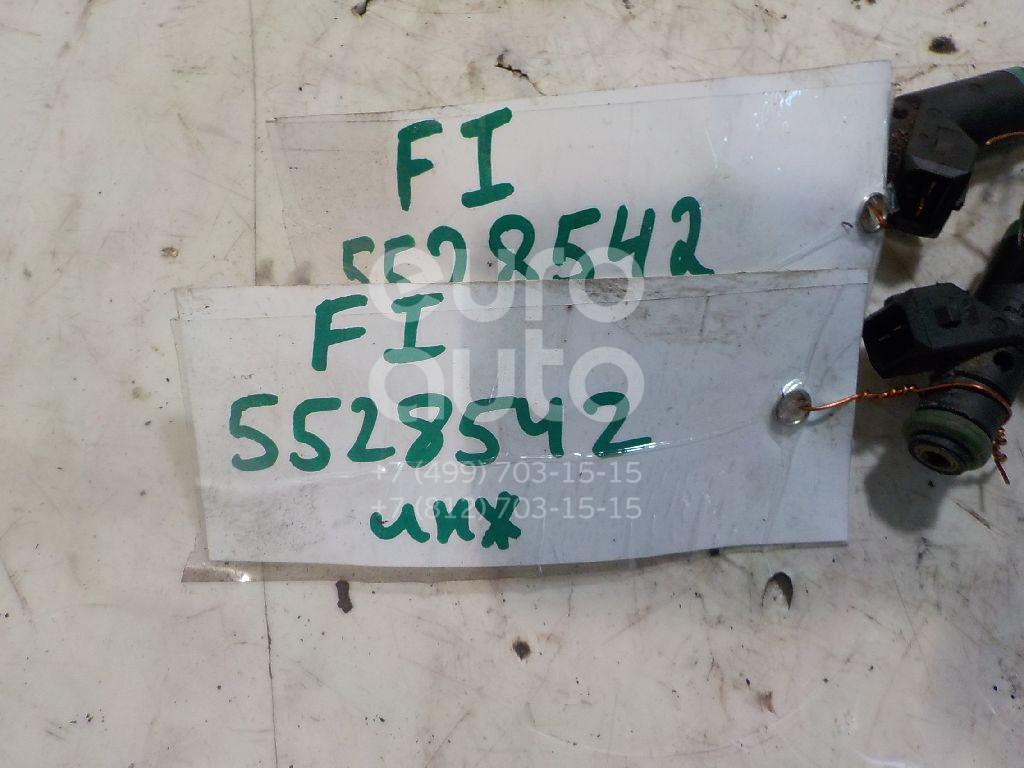 FI
5528542
FI
5528542
инж
euro
auto
+7 (499) 703-15-15
+7 (812) 703-15-15